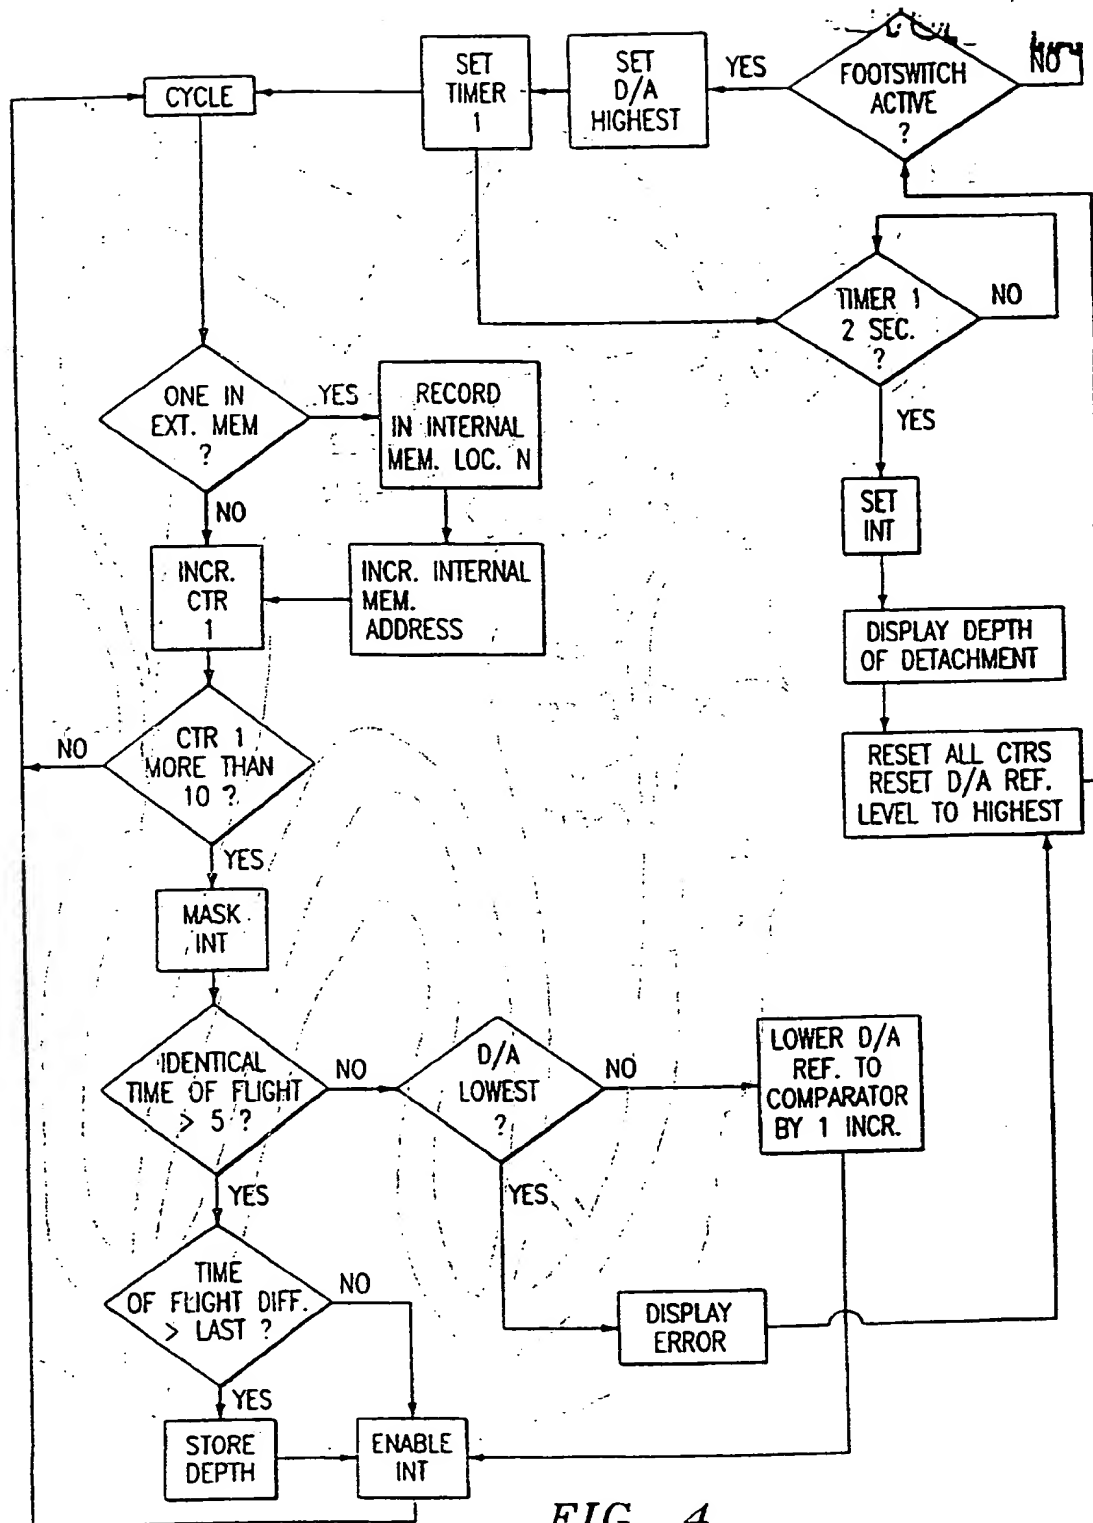 FOOTSWITCH
ACTIVE
?
YES
NO
SET
D/A
HIGHEST
SET
TIMER
1
CYCLE
TIMER 1
2 SEC.
?
NO
YES
SET
INT
DISPLAY DEPTH
OF DETACHMENT
RESET ALL CTRS
RESET D/A REF.
LEVEL TO HIGHEST
ONE IN
EXT. MEM
?
YES
NO
RECORD
IN INTERNAL
MEM. LOC. N
INCR. INTERNAL
MEM.
ADDRESS
INCR.
CTR
1
CTR 1
MORE THAN
10 ?
NO
YES
MASK
INT
IDENTICAL
TIME OF FLIGHT
> 5 ?
NO
YES
D/A
LOWEST
?
NO
YES
LOWER D/A
REF. TO
COMPARATOR
BY 1 INCR.
DISPLAY
ERROR
TIME
OF FLIGHT DIFF.
> LAST ?
NO
YES
STORE
DEPTH
ENABLE
INT
FIG. 4